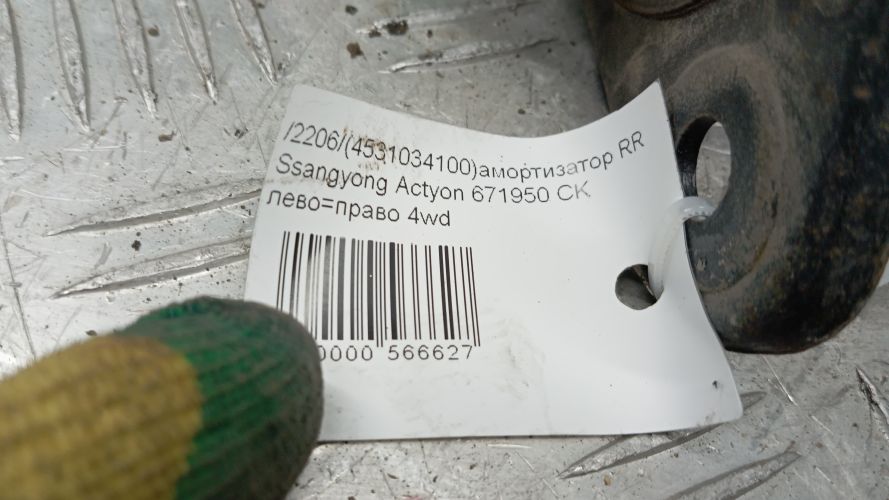 /2206/(4531034100)амортизатор RR
Ssangyong Actyon 671950 CK
лево=право 4wd
0000 566627